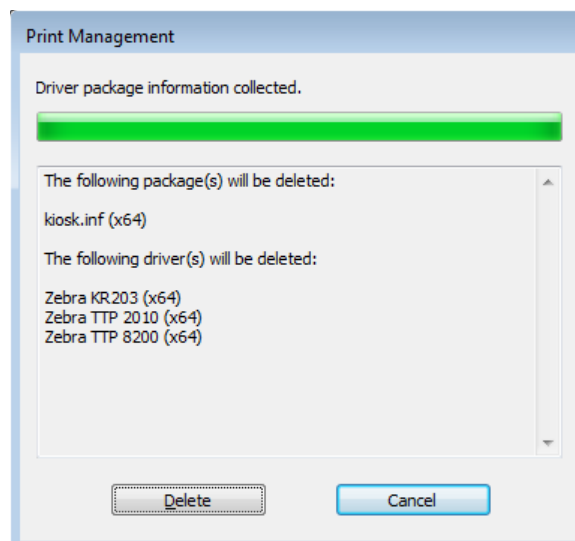 Print Management
Driver package information collected.
The following package(s) will be deleted:
kiosk.inf (x64)
The following driver(s) will be deleted:
Zebra KR203 (x64)
Zebra TTP 2010 (x64)
Zebra TTP 8200 (x64)
Delete Cancel